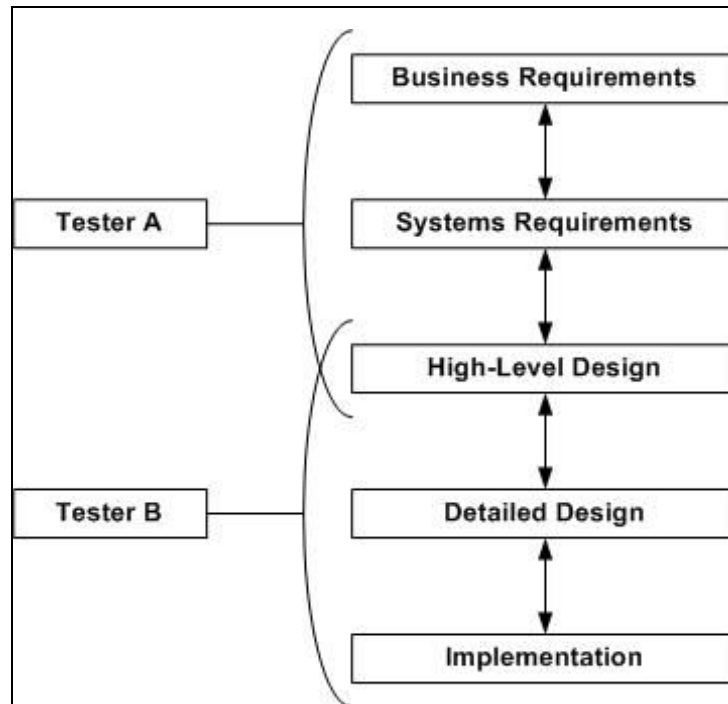 Business Requirements
Tester A
Systems Requirements
High-Level Design
Tester B
Detailed Design
Implementation